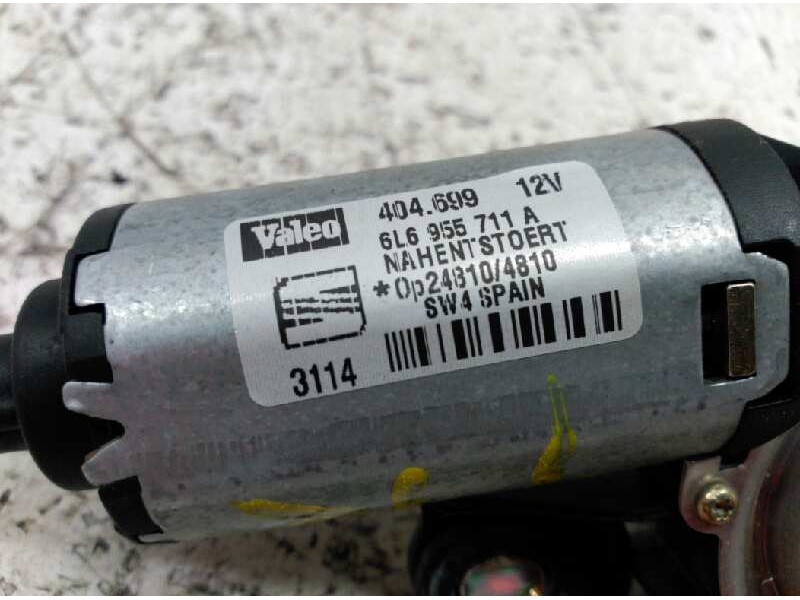 Valeo
404.699 12V
6L6 955 711 A
NAHENTSTOERT
*Op24810/4810
SW4 SPAIN
3114